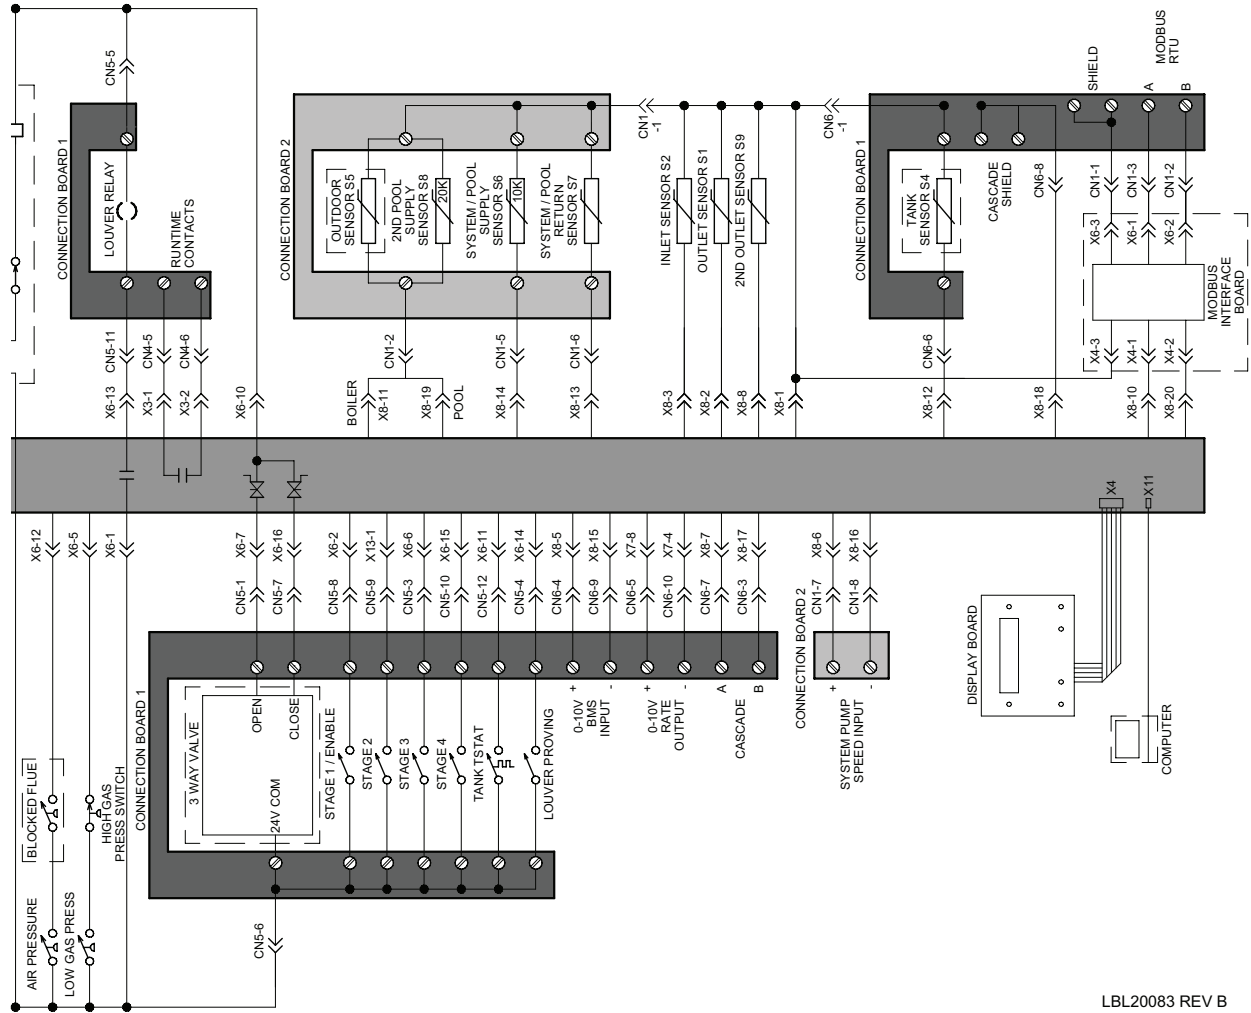 CN5-5
CONNECTION BOARD 1
LOUVER RELAY
RUNTIME
CONTACTS
CONNECTION BOARD 2
OUTDOOR
SENSOR S5
2ND POOL
SUPPLY
SENSOR S8
20K
SYSTEM / POOL
SUPPLY
SENSOR S6
10K
SYSTEM / POOL
RETURN
SENSOR S7
CN1
-1
INLET SENSOR S2
OUTLET SENSOR S1
2ND OUTLET SENSOR S9
CN6
-1
CONNECTION BOARD 1
TANK
SENSOR S4
CASCADE
SHIELD
CN6-8
SHIELD
MODBUS
RTU
A
B
CN1-1
CN1-3
CN1-2
X6-3
X6-1
X6-2
MODBUS
INTERFACE
BOARD
X4-3
X4-1
X4-2
CN5-11
CN4-5
CN4-6
CN1-2
CN1-5
CN1-6
CN6-6
X6-13
X3-1
X3-2
X6-10
BOILER
X8-11
X8-19
POOL
X8-14
X8-13
X8-3
X8-2
X8-8
X8-1
X8-12
X8-18
X8-10
X8-20
X4
X11
X6-12
X6-5
X6-1
X6-7
X6-16
X6-2
X13-1
X6-6
X6-15
X6-11
X6-14
X8-5
X8-15
X7-8
X7-4
X8-7
X8-17
X8-6
X8-16
CN5-1
CN5-7
CN5-8
CN5-9
CN5-3
CN5-10
CN5-12
CN5-4
CN6-4
CN6-9
CN6-5
CN6-10
CN6-7
CN6-3
CN1-7
CN1-8
CONNECTION BOARD 1
3 WAY VALVE
OPEN
CLOSE
24V COM
STAGE 1 / ENABLE
STAGE 2
STAGE 3
STAGE 4
TANK TSTAT
LOUVER PROVING
+
0-10V
BMS
INPUT
-
+
0-10V
RATE
OUTPUT
-
A
CASCADE
B
CONNECTION BOARD 2
+
SYSTEM PUMP
SPEED INPUT
-
DISPLAY BOARD
COMPUTER
BLOCKED FLUE
HIGH GAS
PRESS SWITCH
AIR PRESSURE
LOW GAS PRESS
CN5-6
LBL20083 REV B